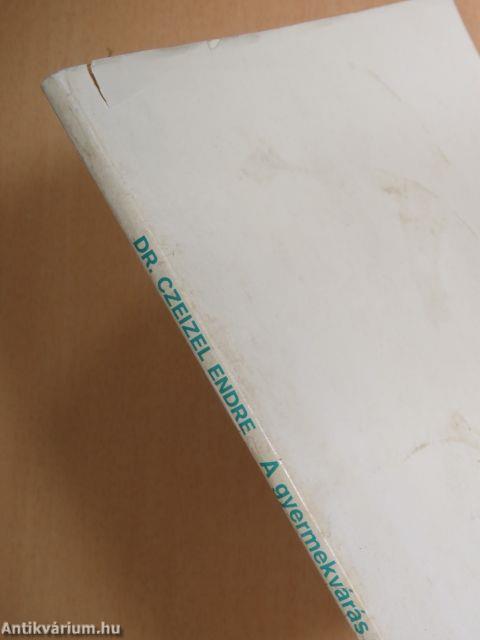 DR. CZEIZEL ENDRE A gyermekvárás
Antikvárium.hu